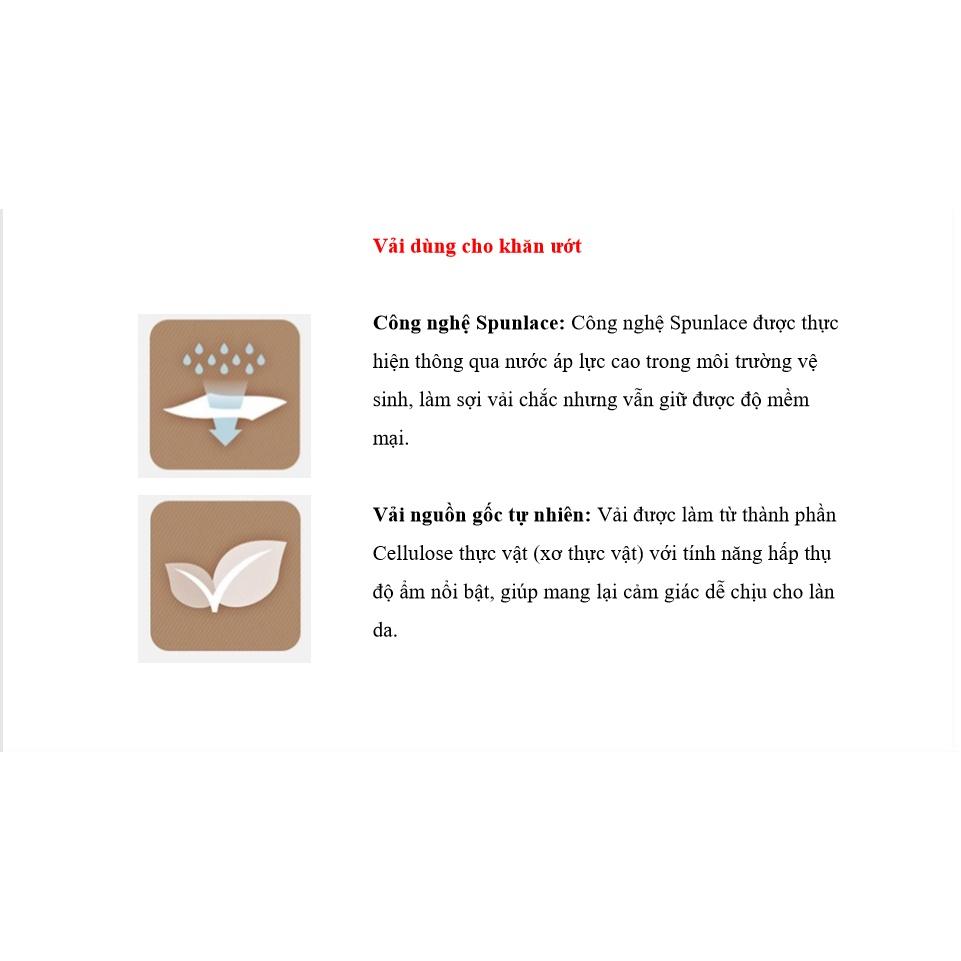 Vải dùng cho khăn ướt
Công nghệ Spunlace: Công nghệ Spunlace được thực
hiện thông qua nước áp lực cao trong môi trường vệ
sinh, làm sợi vải chắc nhưng vẫn giữ được độ mềm
mại.
Vải nguồn gốc tự nhiên: Vải được làm từ thành phần
Cellulose thực vật (xơ thực vật) với tính năng hấp thụ
độ ẩm nổi bật, giúp mang lại cảm giác dễ chịu cho làn
da.